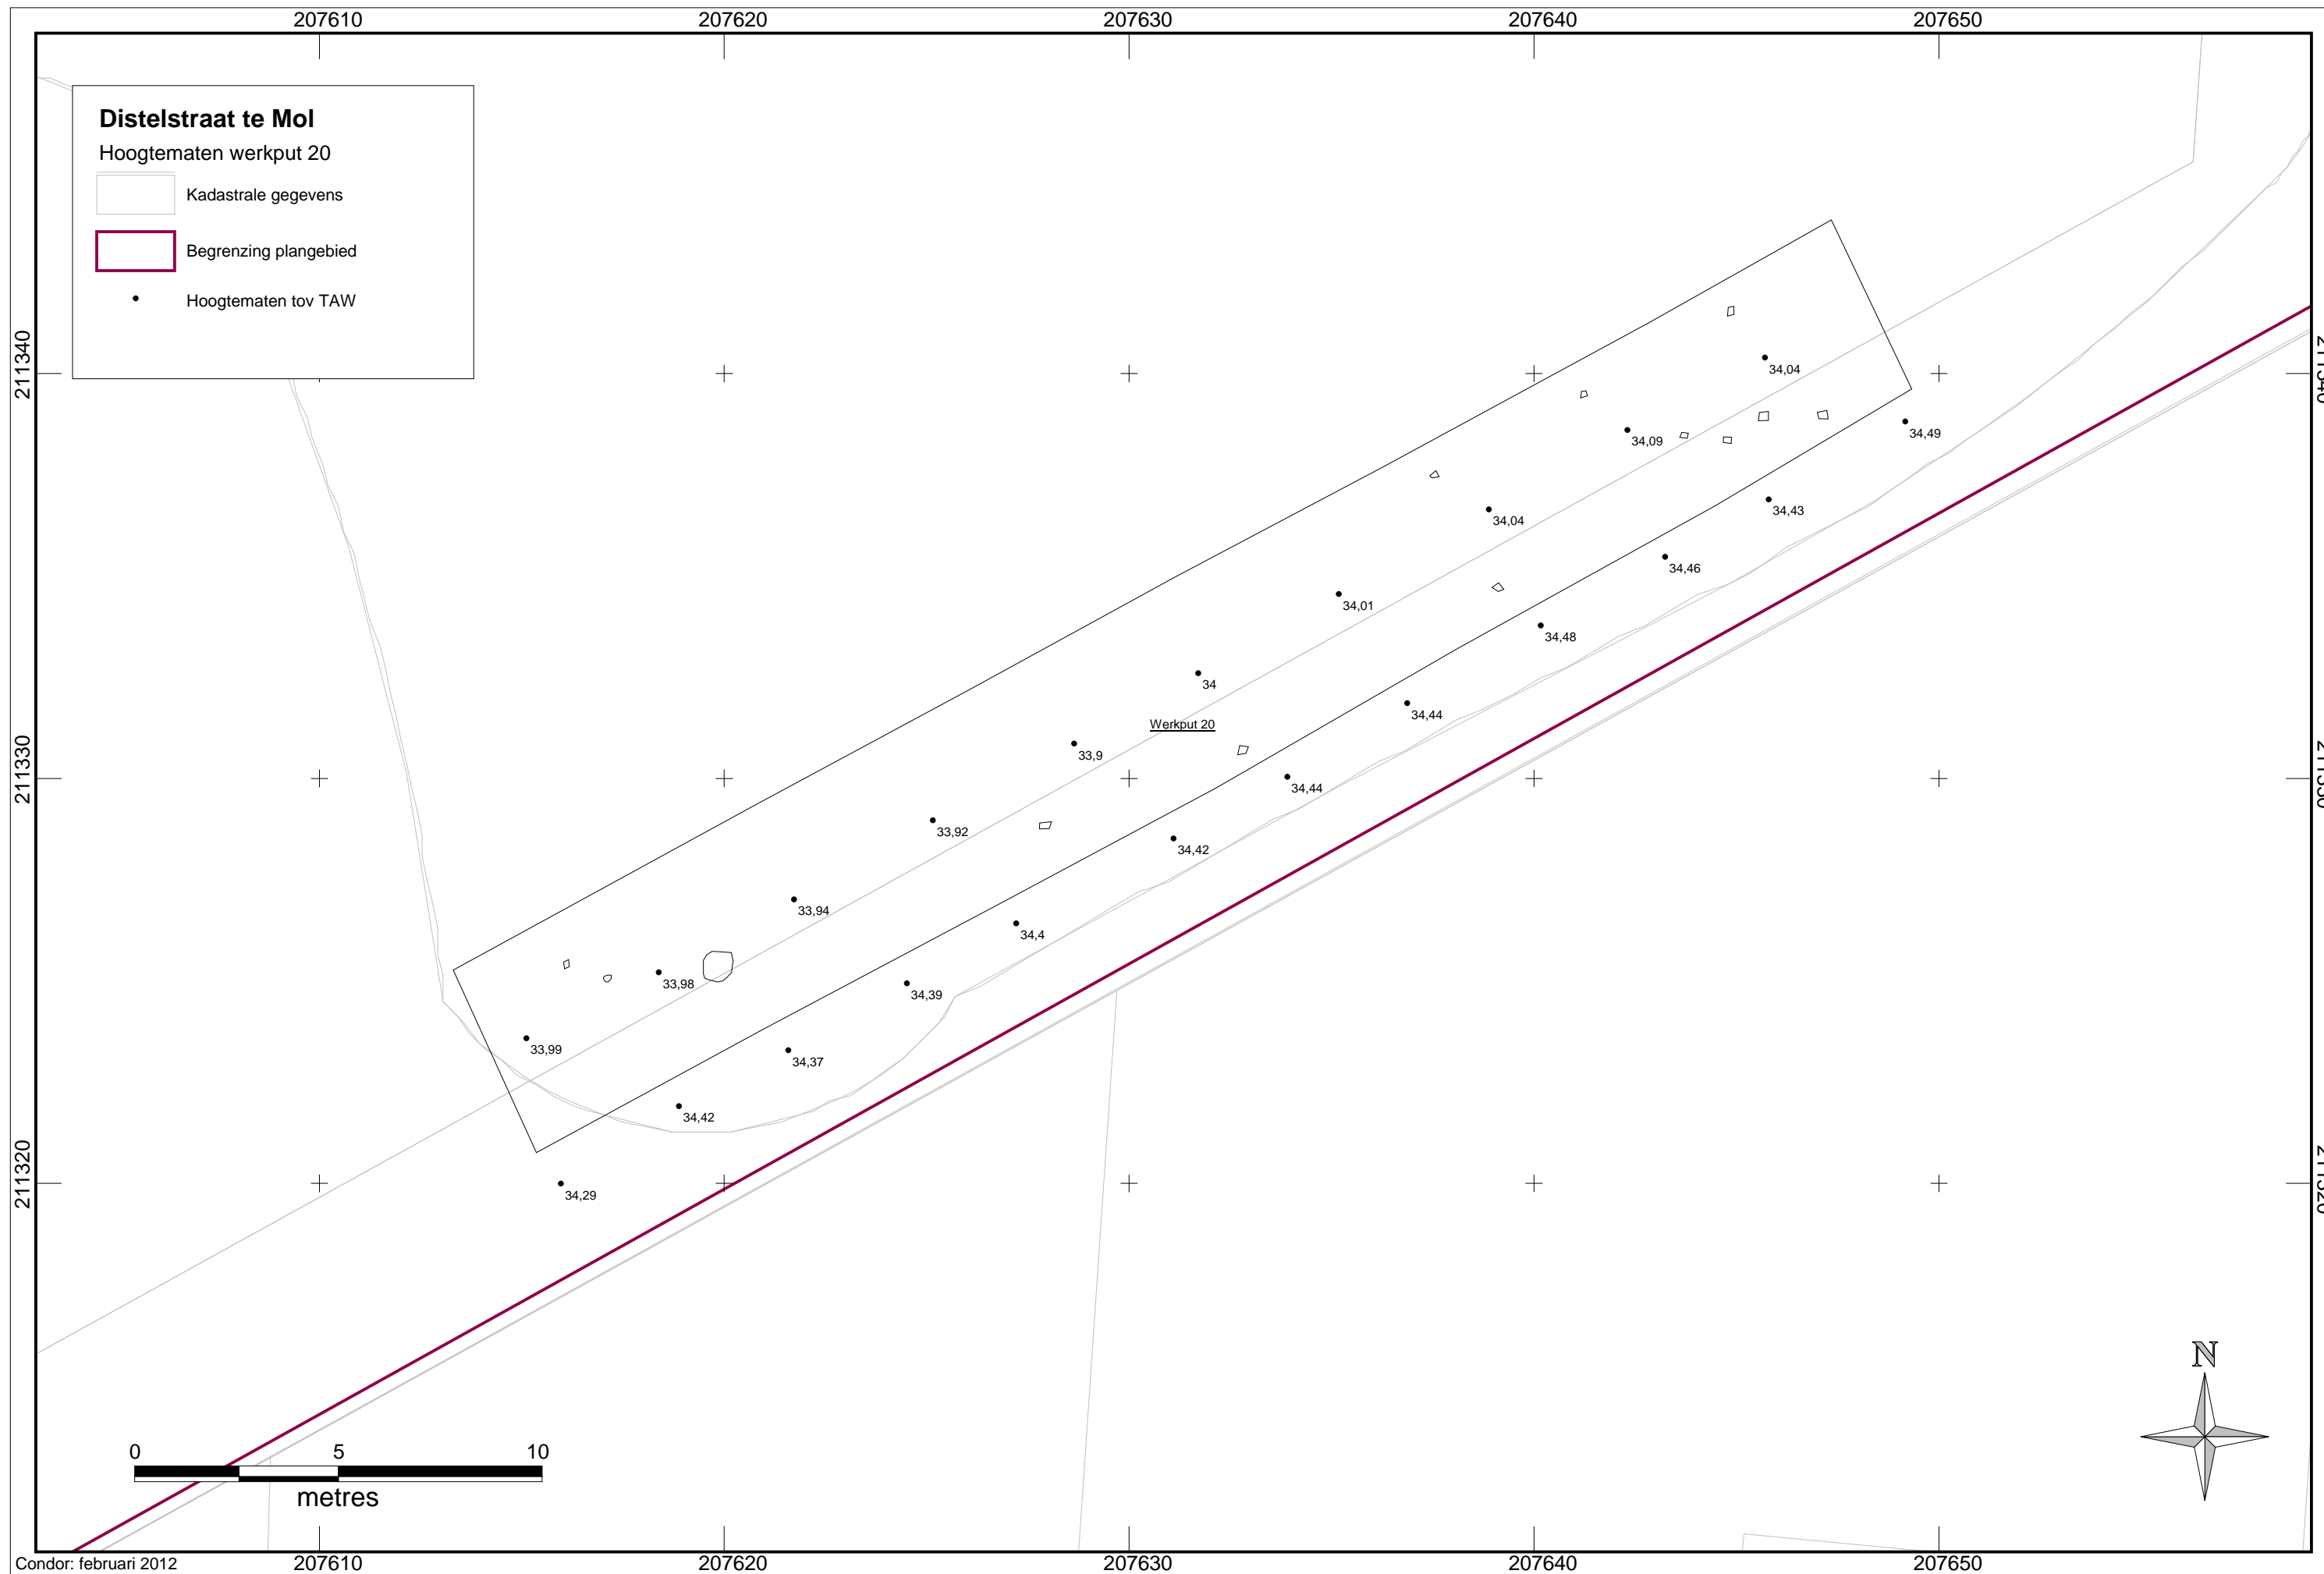 207610 207620 207630 207640 207650
Distelstraat te Mol
Hoogtematen werkput 20
Kadastrale gegevens
Begrenzing plangebied
Hoogtematen tov TAW
211340
211340
34,04
34,49
34,09
34,43
34,04
34,46
34,01
34,48
34
34,44
Werkput 20
33,9
211330
211330
34,44
33,92
34,42
33,94
34,4
33,98
34,39
33,99
34,37
34,42
211320
211320
34,29
N
0 5 10
metres
Condor: februari 2012
207610 207620 207630 207640 207650